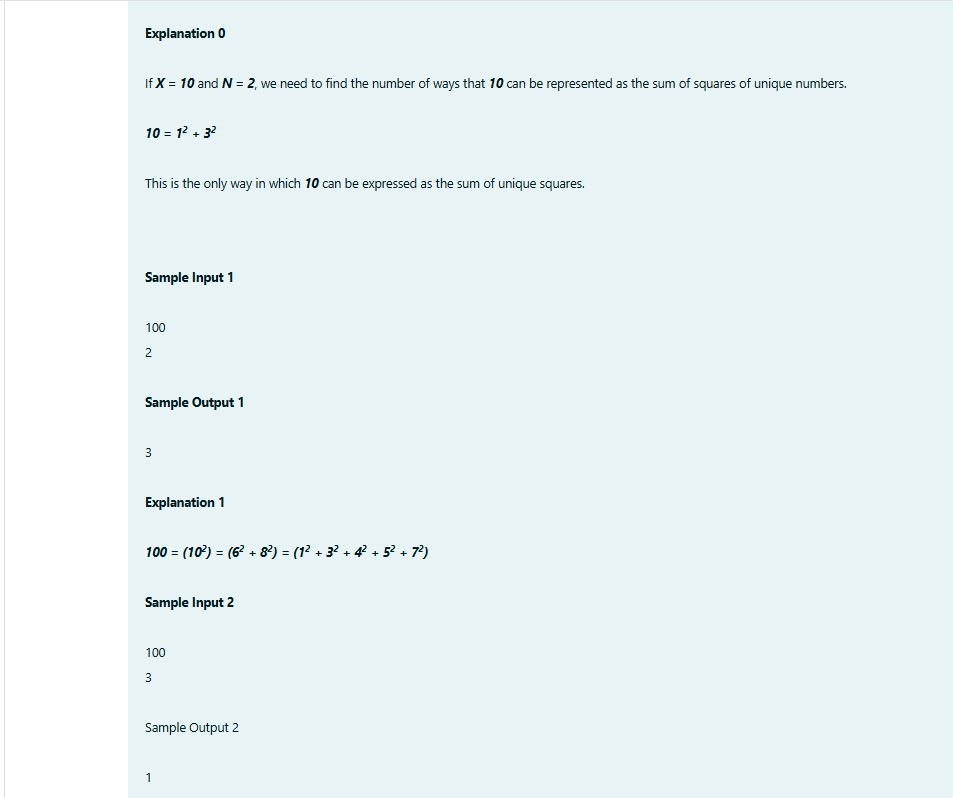 Explanation 0
If X = 10 and N = 2, we need to find the number of ways that 10 can be represented as the sum of squares of unique numbers.
10 = 1² + 3²
This is the only way in which 10 can be expressed as the sum of unique squares.
Sample Input 1
100
2
Sample Output 1
3
Explanation 1
100 = (10²) = (6² + 8²) = (1² + 3² + 4² + 5² + 7²)
Sample Input 2
100
3
Sample Output 2
1